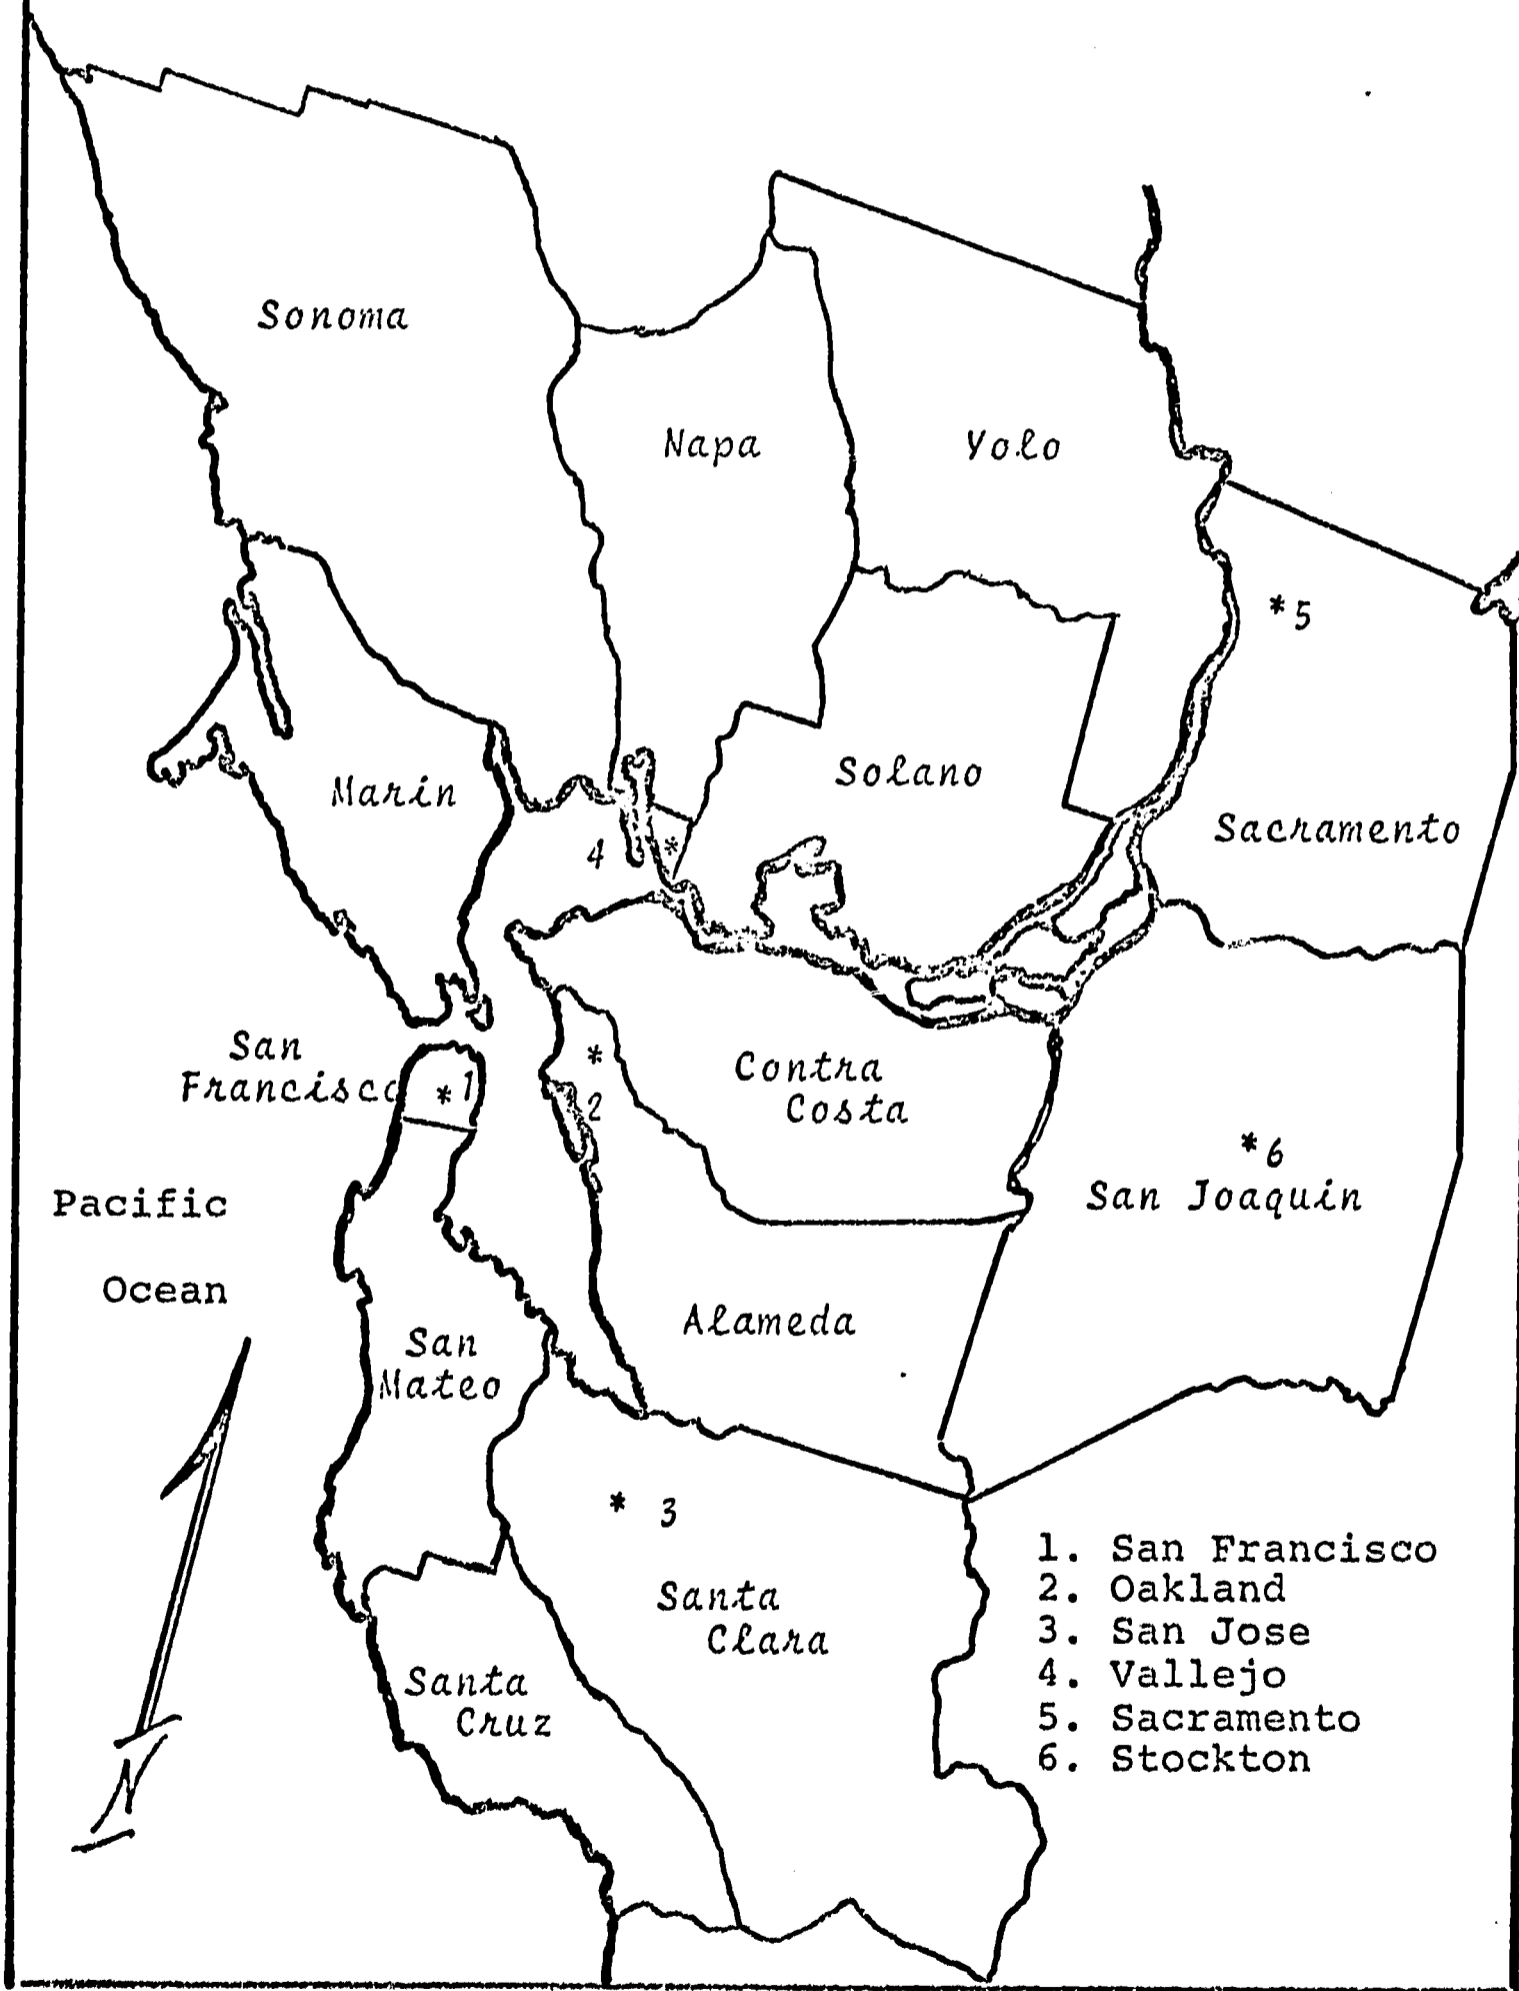 Sonoma
Napa
Yolo
*5
Marin
Solano
Sacramento
4
*
San
Francisco
*1
*
2
Contra
Costa
*6
San Joaquin
Pacific
Ocean
Alameda
San
Mateo
* 3
Santa
Clara
Santa
Cruz
1. San Francisco
2. Oakland
3. San Jose
4. Vallejo
5. Sacramento
6. Stockton
N